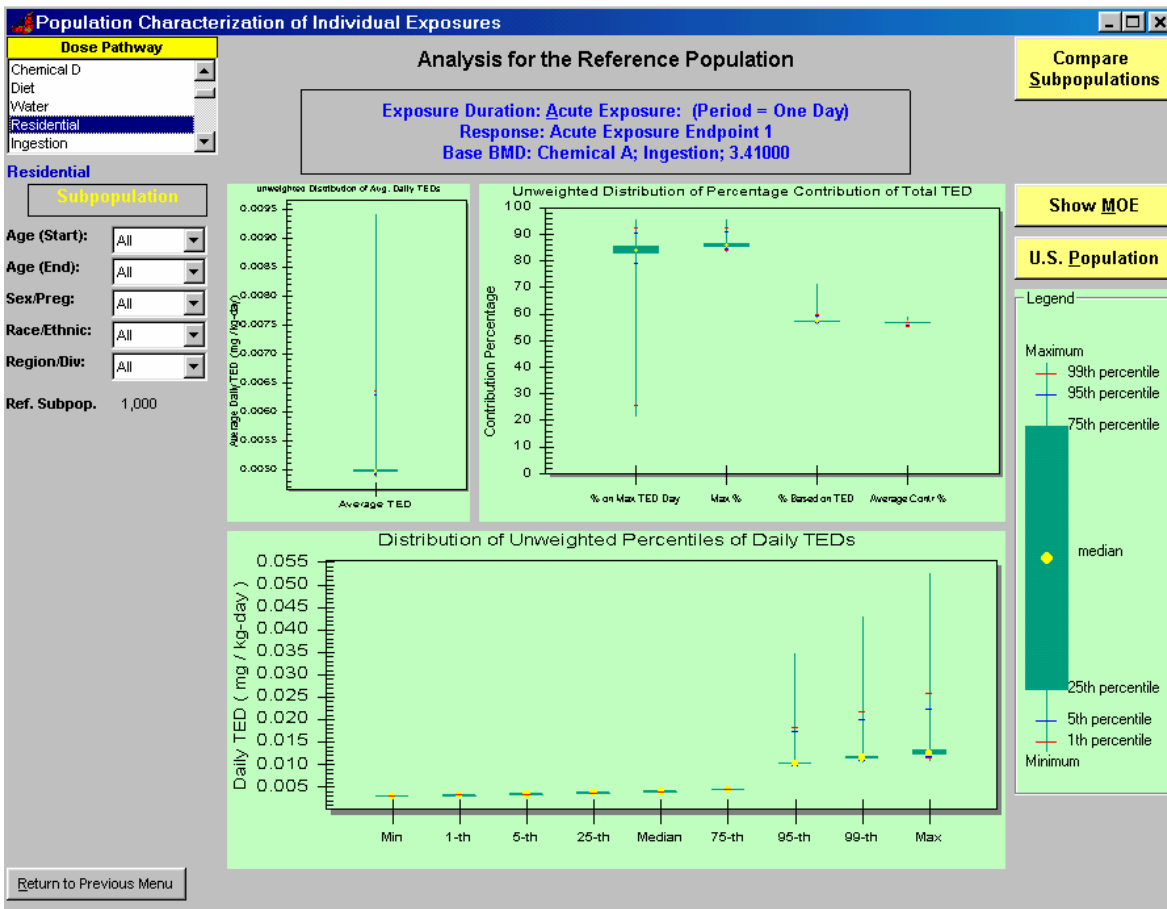 Population Characterization of Individual Exposures
Dose Pathway
Chemical D
Diet
Water
Residential
Ingestion
Residential
Subpopulation
Age (Start): All
Age (End): All
Sex/Preg: All
Race/Ethnic: All
Region/Div: All
Ref. Subpop. 1,000
Analysis for the Reference Population
Exposure Duration: Acute Exposure: (Period = One Day)
Response: Acute Exposure Endpoint 1
Base BMD: Chemical A; Ingestion; 3.41000
unweighted Distribution of Avg. Daily TEDs
Average Daily TED (mg /kg-day)
0.0095
0.0090
0.0085
0.0080
0.0075
0.0070
0.0065
0.0060
0.0055
0.0050
Average TED
Unweighted Distribution of Percentage Contribution of Total TED
Contribution Percentage
100
90
80
70
60
50
40
30
20
10
0
% on Max TED Day Max % % Based on TED Average Contr %
Distribution of Unweighted Percentiles of Daily TEDs
Daily TED ( mg / kg-day )
0.055
0.050
0.045
0.040
0.035
0.030
0.025
0.020
0.015
0.010
0.005
Min 1-th 5-th 25-th Median 75-th 95-th 99-th Max
Compare
Subpopulations
Show MOE
U.S. Population
Legend
Maximum
99th percentile
95th percentile
75th percentile
median
25th percentile
5th percentile
1th percentile
Minimum
Return to Previous Menu